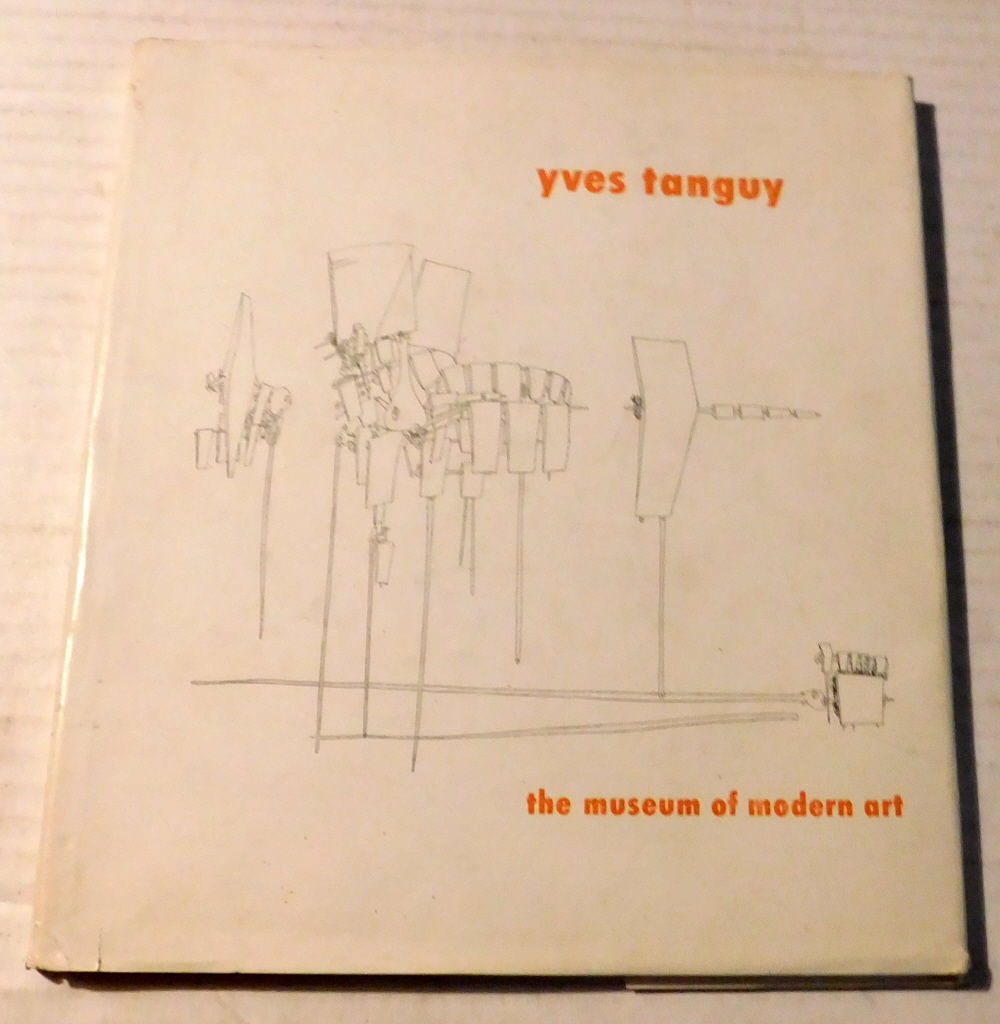 yves tanguy
the museum of modern art